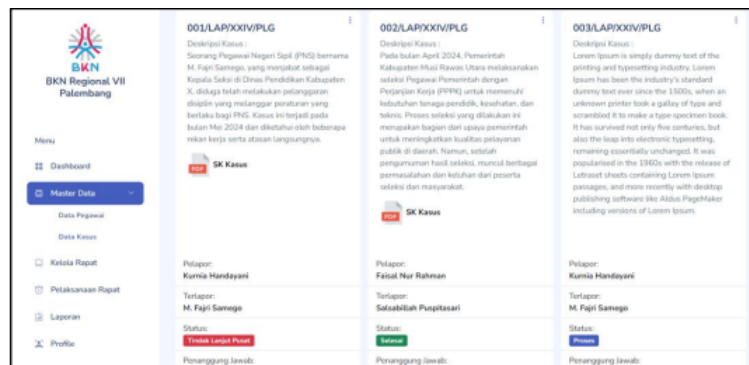 BKN
BKN Regional VII
Palembang
Menu
Dashboard
Master Data
Data Pegawai
Data Kasus
Kelola Rapat
Pelaksanaan Rapat
Laporan
Profile
001/LAP/XXIV/PLG
Deskripsi Kasus :
Seorang Pegawai Negeri Sipil (PNS) bernama
M. Fajri Samego, yang menjabat sebagai
Kepala Seksi di Dinas Pendidikan Kabupaten
X, diduga telah melakukan pelanggaran
disiplin yang melanggar peraturan yang
berlaku bagi PNS. Kasus ini terjadi pada
bulan Mei 2024 dan diketahui oleh beberapa
rekan kerja serta atasan langsungnya.
PDF SK Kasus
Pelapor:
Kurnia Handayani
Terlapor:
M. Fajri Samego
Status:
Tindak Lanjut Pusat
Penanggung Jawab:
002/LAP/XXIV/PLG
Deskripsi Kasus :
Pada bulan April 2024, Pemerintah
Kabupaten Musi Rawas Utara melaksanakan
seleksi Pegawai Pemerintah dengan
Perjanjian Kerja (PPPK) untuk memenuhi
kebutuhan tenaga pendidik, kesehatan, dan
teknis. Proses seleksi yang dilakukan ini
merupakan bagian dari upaya pemerintah
untuk meningkatkan kualitas pelayanan
publik di daerah. Namun, setelah
pengumuman hasil seleksi, muncul berbagai
permasalahan dan keluhan dari peserta
seleksi dan masyarakat.
PDF SK Kasus
Pelapor:
Faisal Nur Rahman
Terlapor:
Salsabillah Puspitasari
Status:
Selesai
Penanggung Jawab:
003/LAP/XXIV/PLG
Deskripsi Kasus :
Lorem Ipsum is simply dummy text of the
printing and typesetting industry. Lorem
Ipsum has been the industry's standard
dummy text ever since the 1500s, when an
unknown printer took a galley of type and
scrambled it to make a type specimen book.
It has survived not only five centuries, but
also the leap into electronic typesetting,
remaining essentially unchanged. It was
popularised in the 1960s with the release of
Letraset sheets containing Lorem Ipsum
passages, and more recently with desktop
publishing software like Aldus PageMaker
including versions of Lorem Ipsum.
Pelapor:
Kurnia Handayani
Terlapor:
M. Fajri Samego
Status:
Proses
Penanggung Jawab: